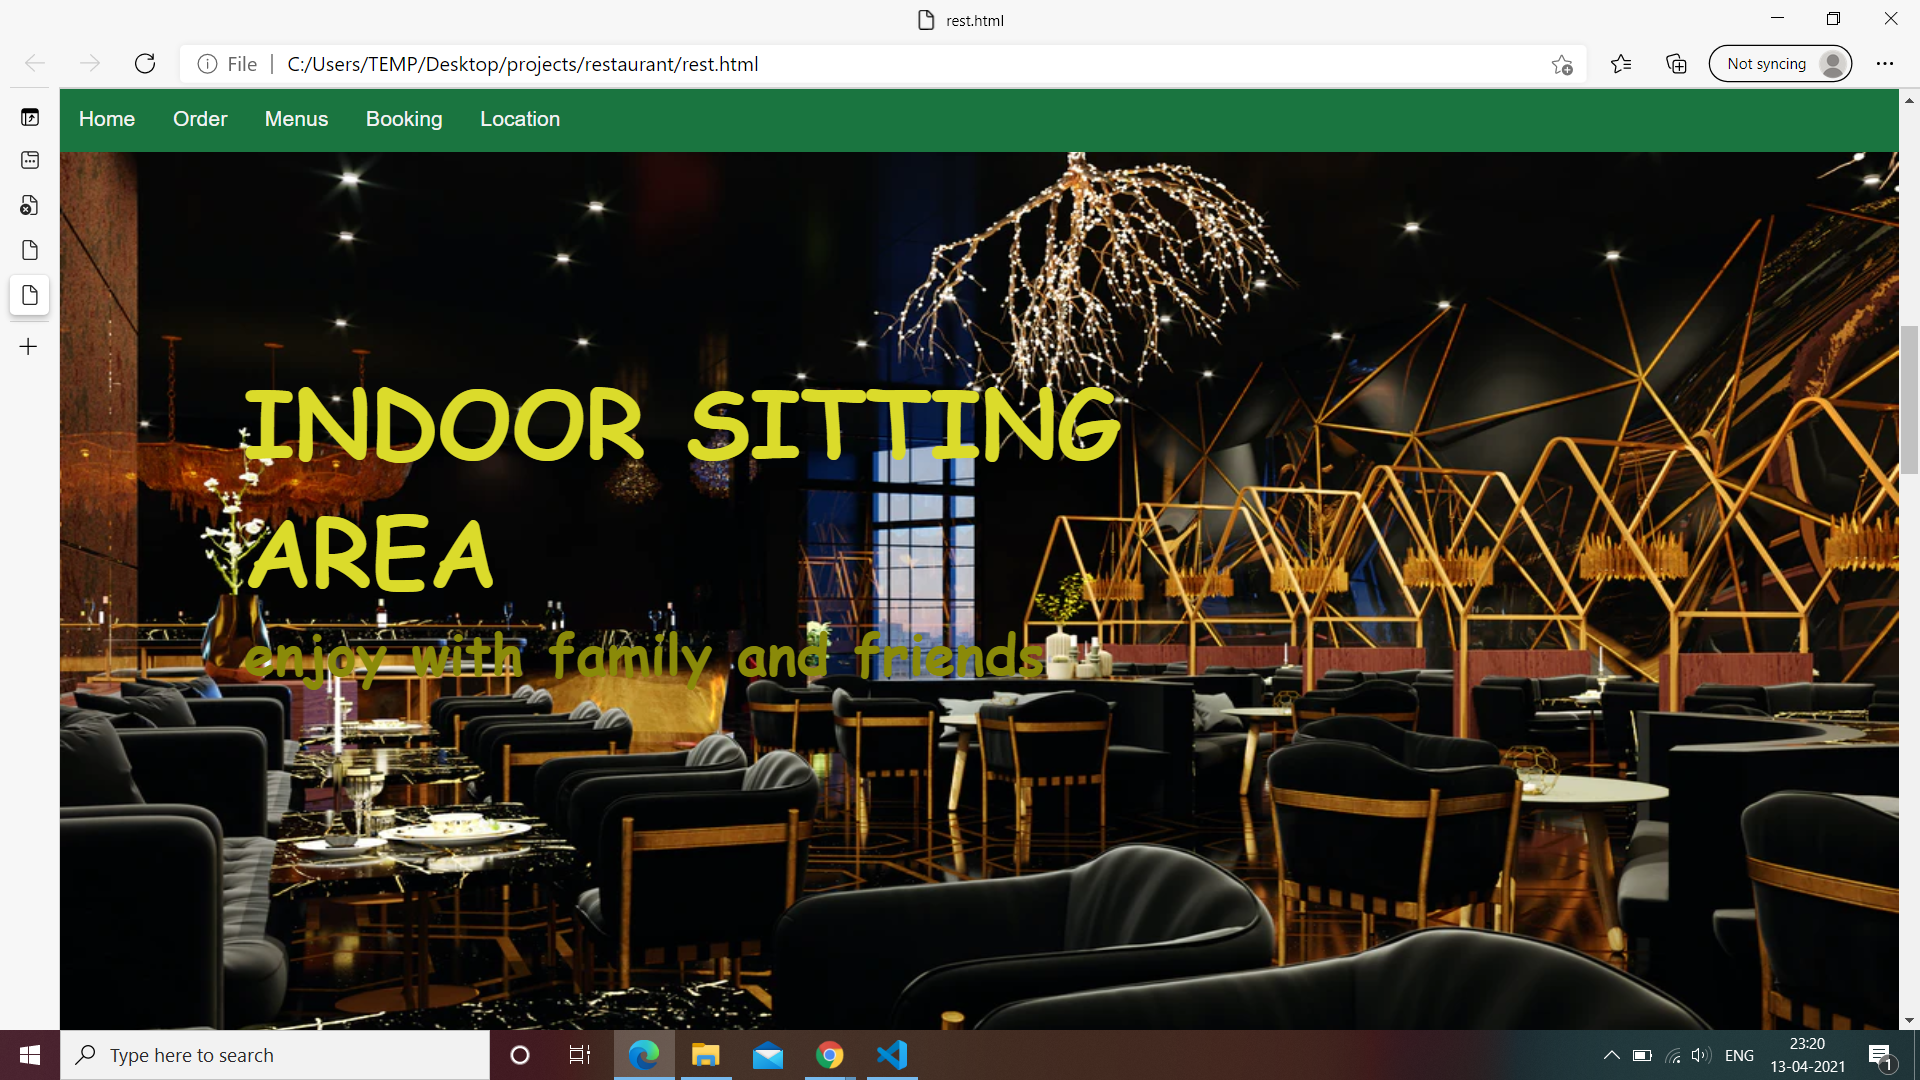 rest.html
File
C:/Users/TEMP/Desktop/projects/restaurant/rest.html
Not syncing
Home Order Menus Booking Location
INDOOR SITTING
AREA
enjoy with family and friends
Type here to search
ENG
23:20
13-04-2021
1